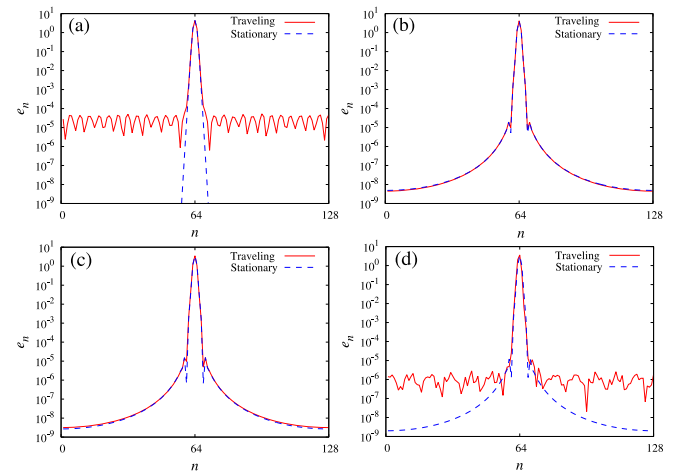 10^1
10^0
10^-1
10^-2
10^-3
10^-4
10^-5
10^-6
10^-7
10^-8
10^-9
e_n
(a)
Traveling
Stationary
0
64
128
n
10^1
10^0
10^-1
10^-2
10^-3
10^-4
10^-5
10^-6
10^-7
10^-8
10^-9
e_n
(b)
Traveling
Stationary
0
64
128
n
10^1
10^0
10^-1
10^-2
10^-3
10^-4
10^-5
10^-6
10^-7
10^-8
10^-9
e_n
(c)
Traveling
Stationary
0
64
128
n
10^1
10^0
10^-1
10^-2
10^-3
10^-4
10^-5
10^-6
10^-7
10^-8
10^-9
e_n
(d)
Traveling
Stationary
0
64
128
n